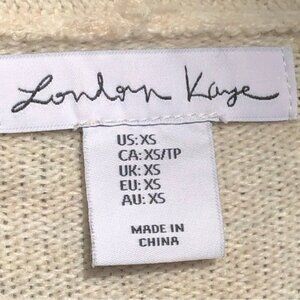 London Kaye
US: XS
CA: XS/TP
UK: XS
EU: XS
AU: XS
MADE IN
CHINA